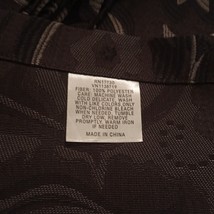 FIBER: 100% POLYESTER
CARE: MACHINE WASH
COLD DELICATE, WASH
WITH LIKE COLORS ONLY
NON-CHLORINE BLEACH
IF NEEDED, TUMBLE
DRY LOW, REMOVE
PROMPTLY, WARM IRON
IF NEEDED
MADE IN CHINA